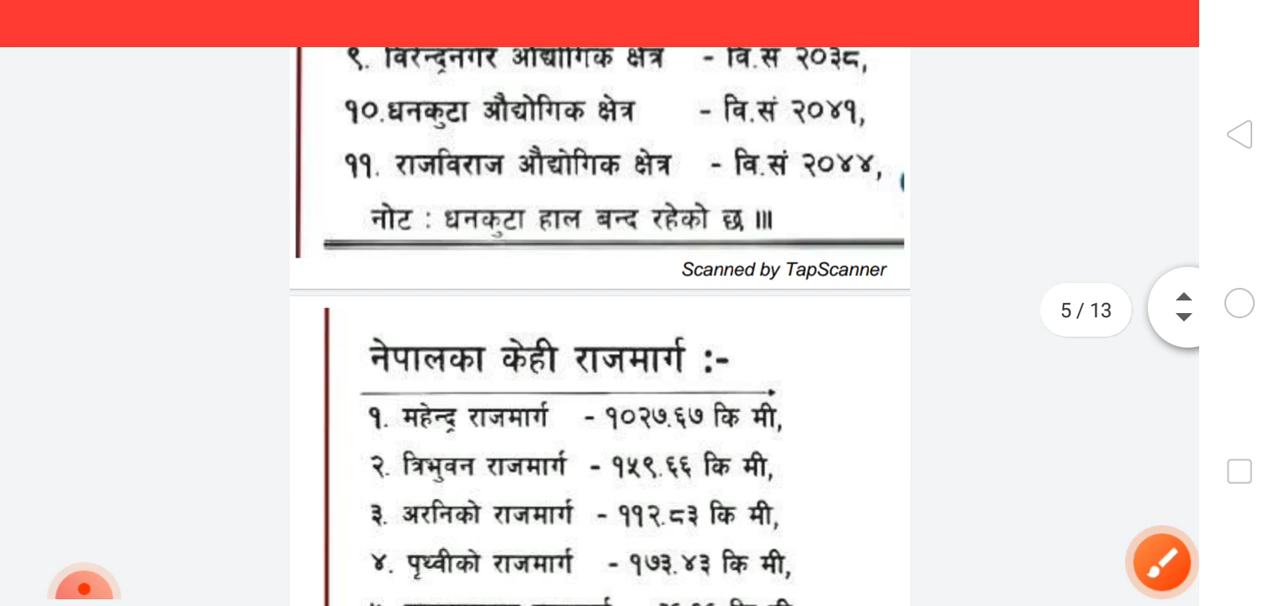 ९. विरेन्द्रनगर औद्योगिक क्षेत्र - वि.सं २०३८,
१०.धनकुटा औद्योगिक क्षेत्र - वि.सं २०४१,
११. राजविराज औद्योगिक क्षेत्र - वि.सं २०४४,
नोट : धनकुटा हाल बन्द रहेको छ ॥।
Scanned by TapScanner
5 / 13
नेपालका केही राजमार्ग :-
१. महेन्द्र राजमार्ग - १०२७.६७ कि मी,
२. त्रिभुवन राजमार्ग - १५९.६६ कि मी,
३. अरनिको राजमार्ग - ११२.८३ कि मी,
४. पृथ्वीको राजमार्ग - १७३.४३ कि मी,